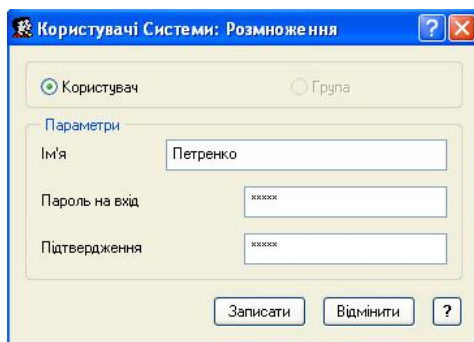 Користувачі Системи: Розмноження
Користувач Група
Параметри
Ім'я Петренко
Пароль на вхід *****
Підтвердження *****
Записати Відмінити ?